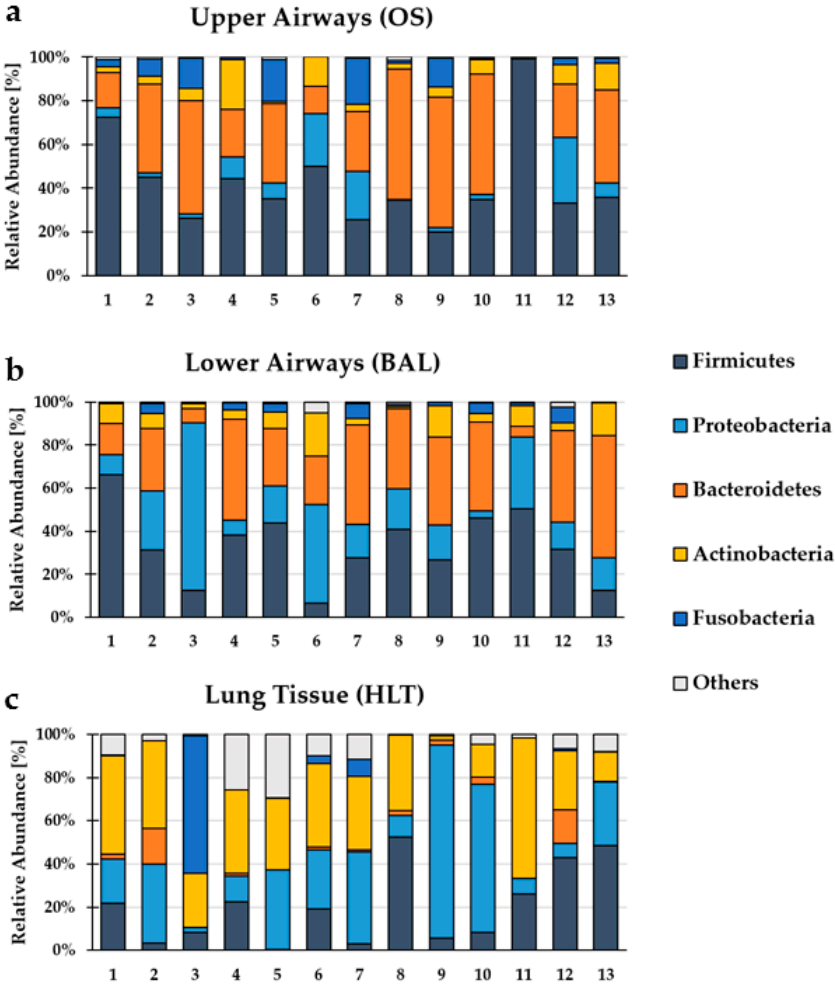 a
Upper Airways (OS)
Relative Abundance [%]
100%
80%
60%
40%
20%
0%
1 2 3 4 5 6 7 8 9 10 11 12 13
b
Lower Airways (BAL)
Relative Abundance [%]
100%
80%
60%
40%
20%
0%
1 2 3 4 5 6 7 8 9 10 11 12 13
Firmicutes
Proteobacteria
Bacteroidetes
Actinobacteria
Fusobacteria
Others
c
Lung Tissue (HLT)
Relative Abundance [%]
100%
80%
60%
40%
20%
0%
1 2 3 4 5 6 7 8 9 10 11 12 13